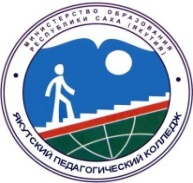 МИНИСТЕРСТВО ОБРАЗОВАНИЯ
РЕСПУБЛИКИ САХА (ЯКУТИЯ)
ЯКУТСКИЙ ПЕДАГОГИЧЕСКИЙ КОЛЛЕДЖ